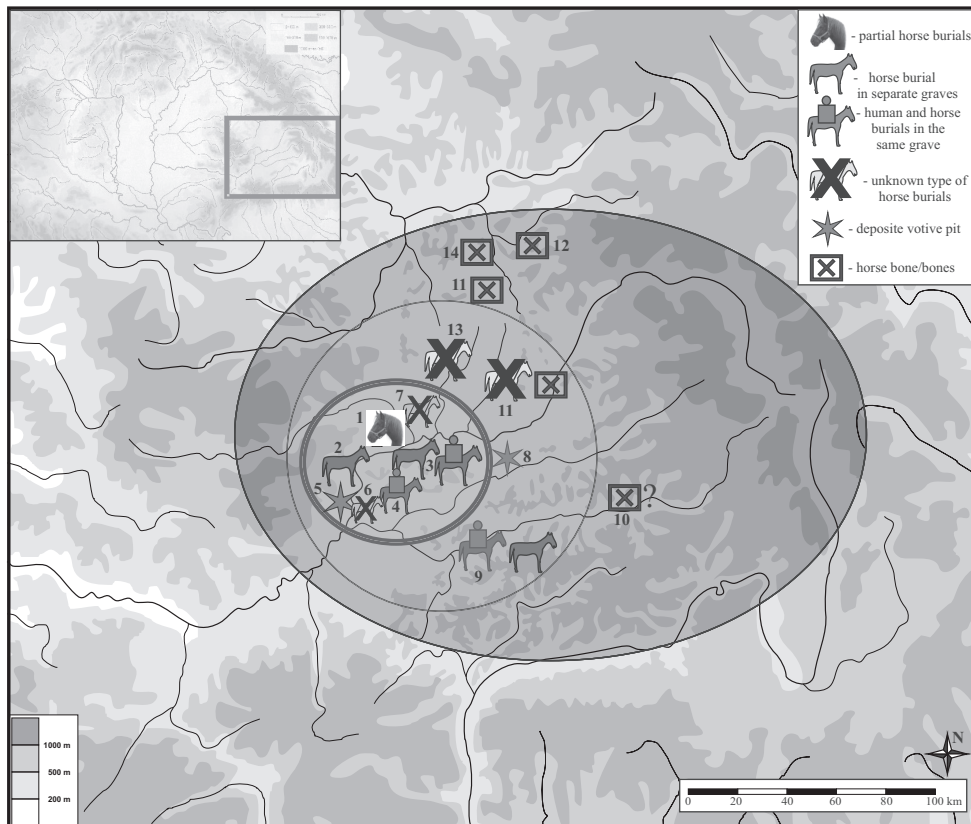 - partial horse burials
- horse burial
in separate graves
- human and horse
burials in the
same grave
- unknown type of
horse burials
- deposite votive pit
- horse bone/bones
14
12
11
13
11
7
1
2
3
8
5
6
4
10
?
9
1000 m
500 m
200 m
N
0 20 40 60 80 100 km